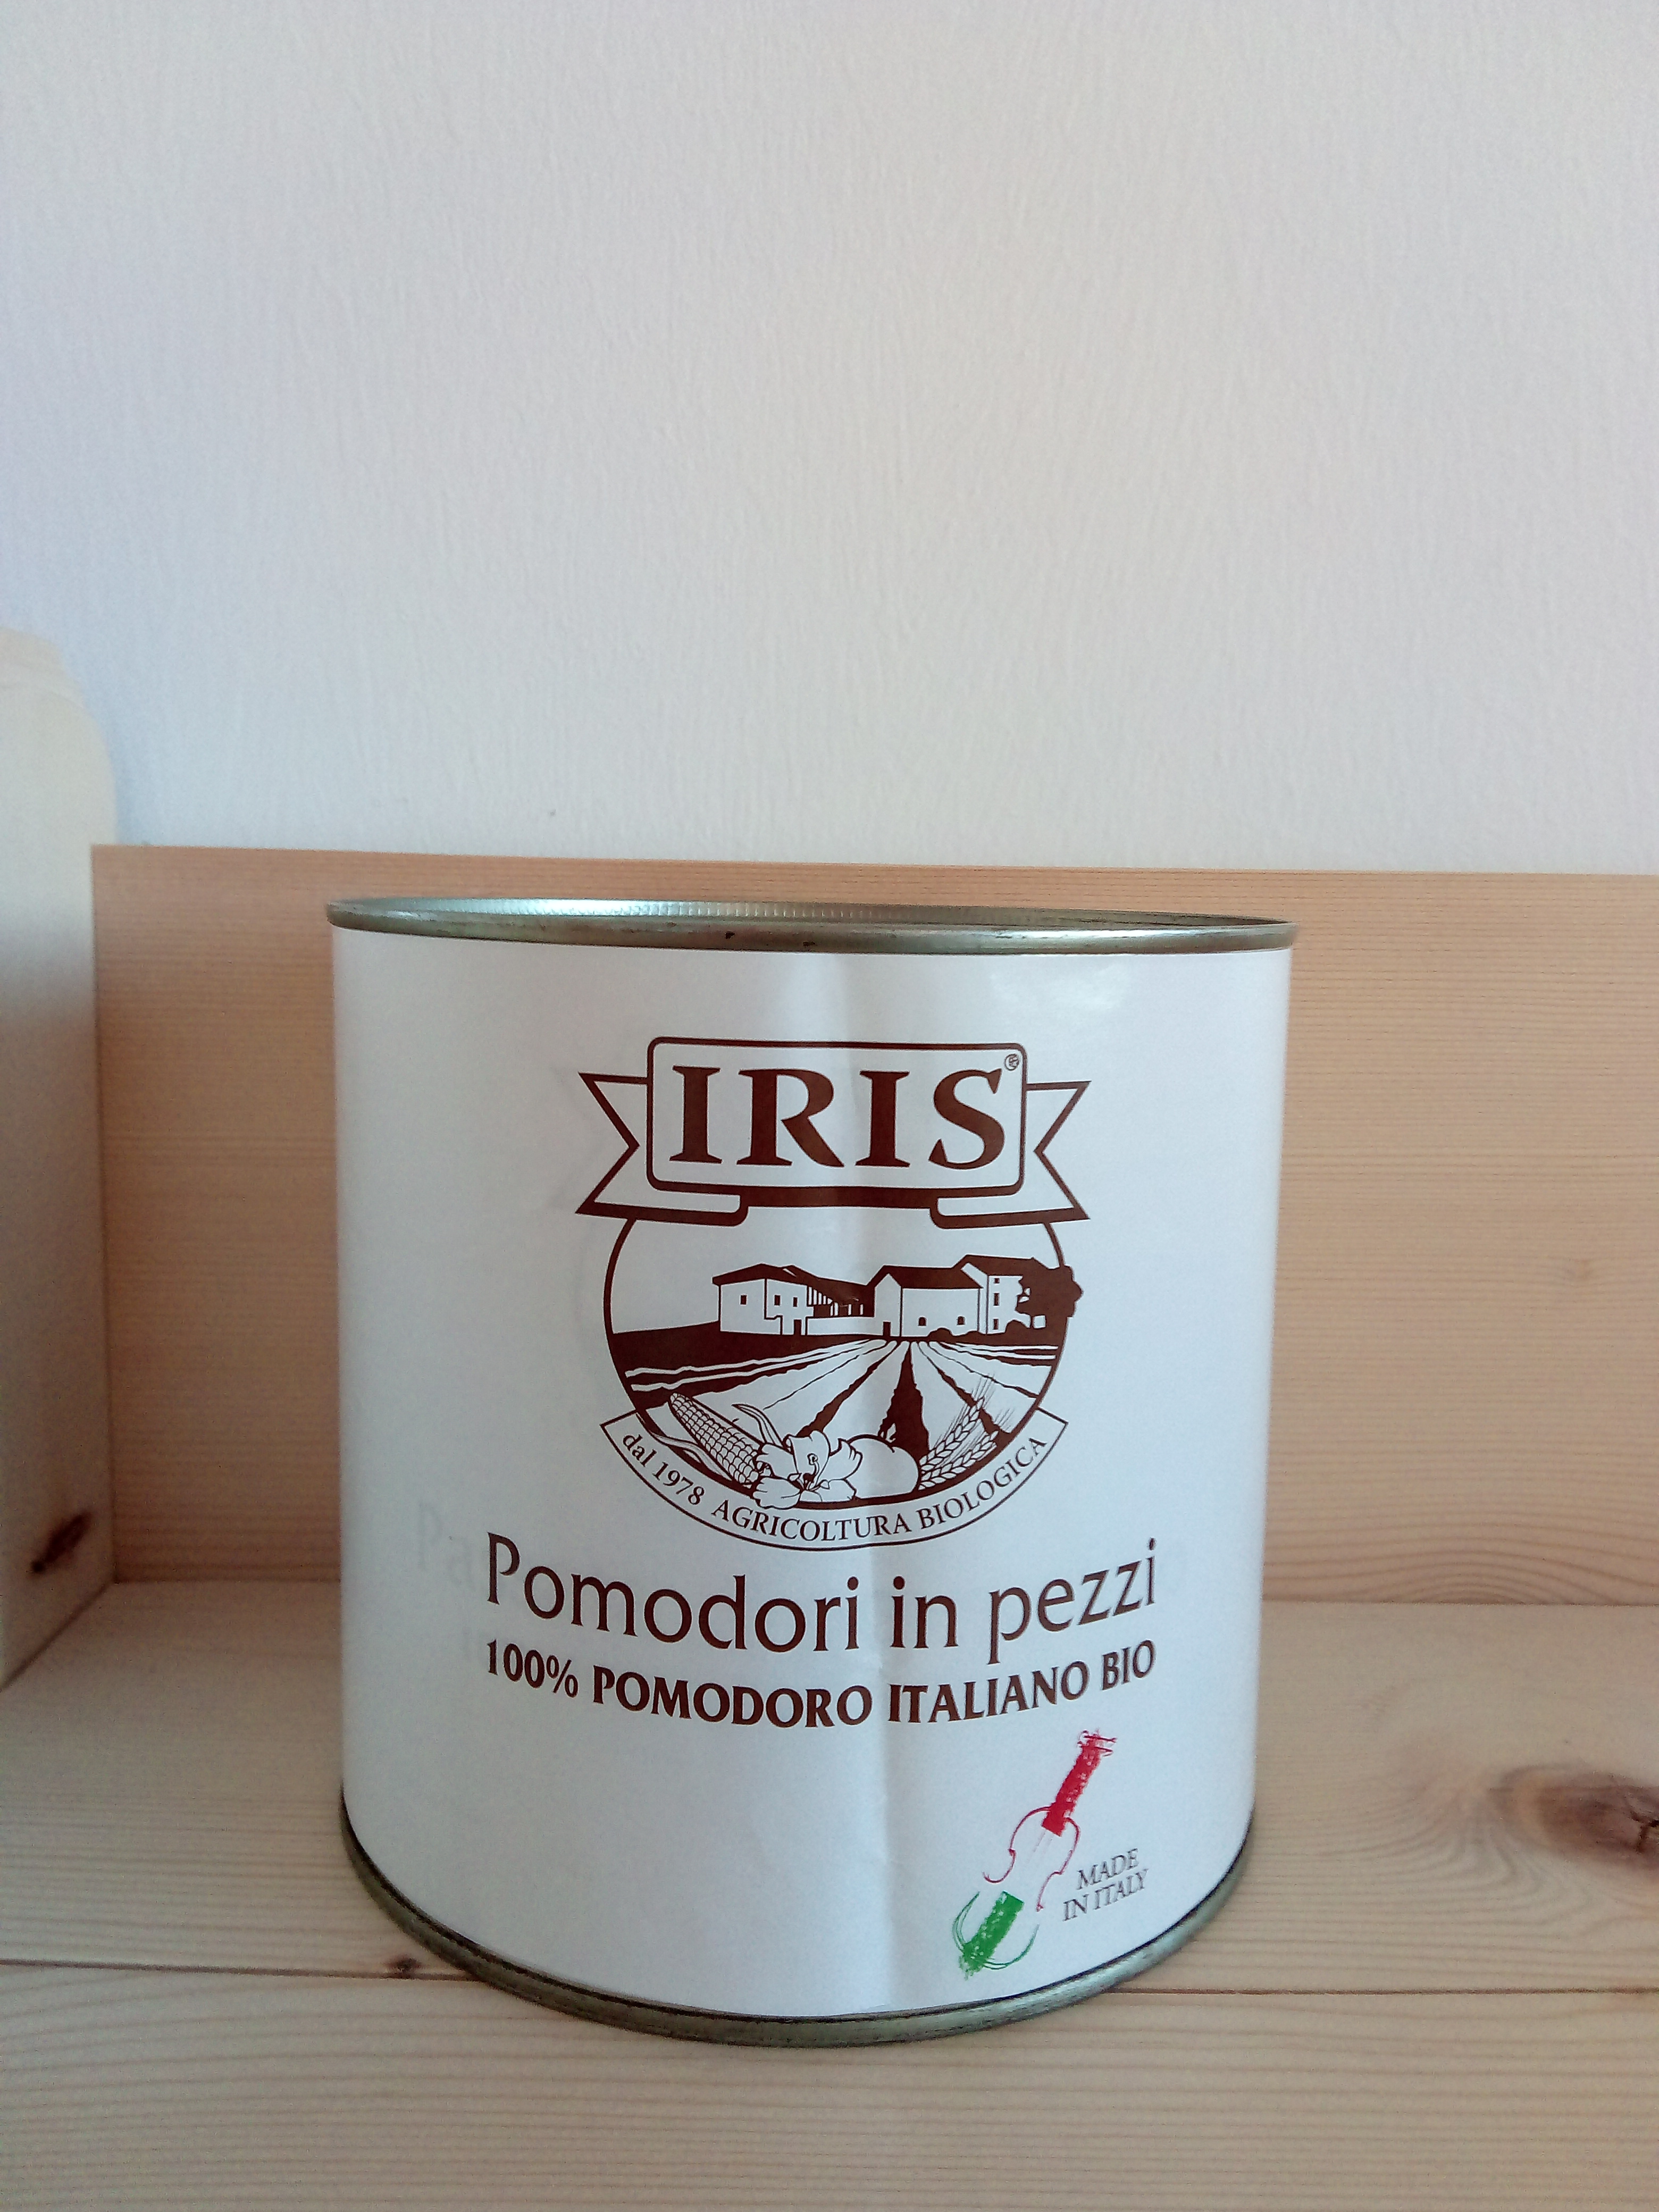 IRIS®
dal 1978 AGRICOLTURA BIOLOGICA
Pomodori in pezzi
100% POMODORO ITALIANO BIO
MADE
IN ITALY